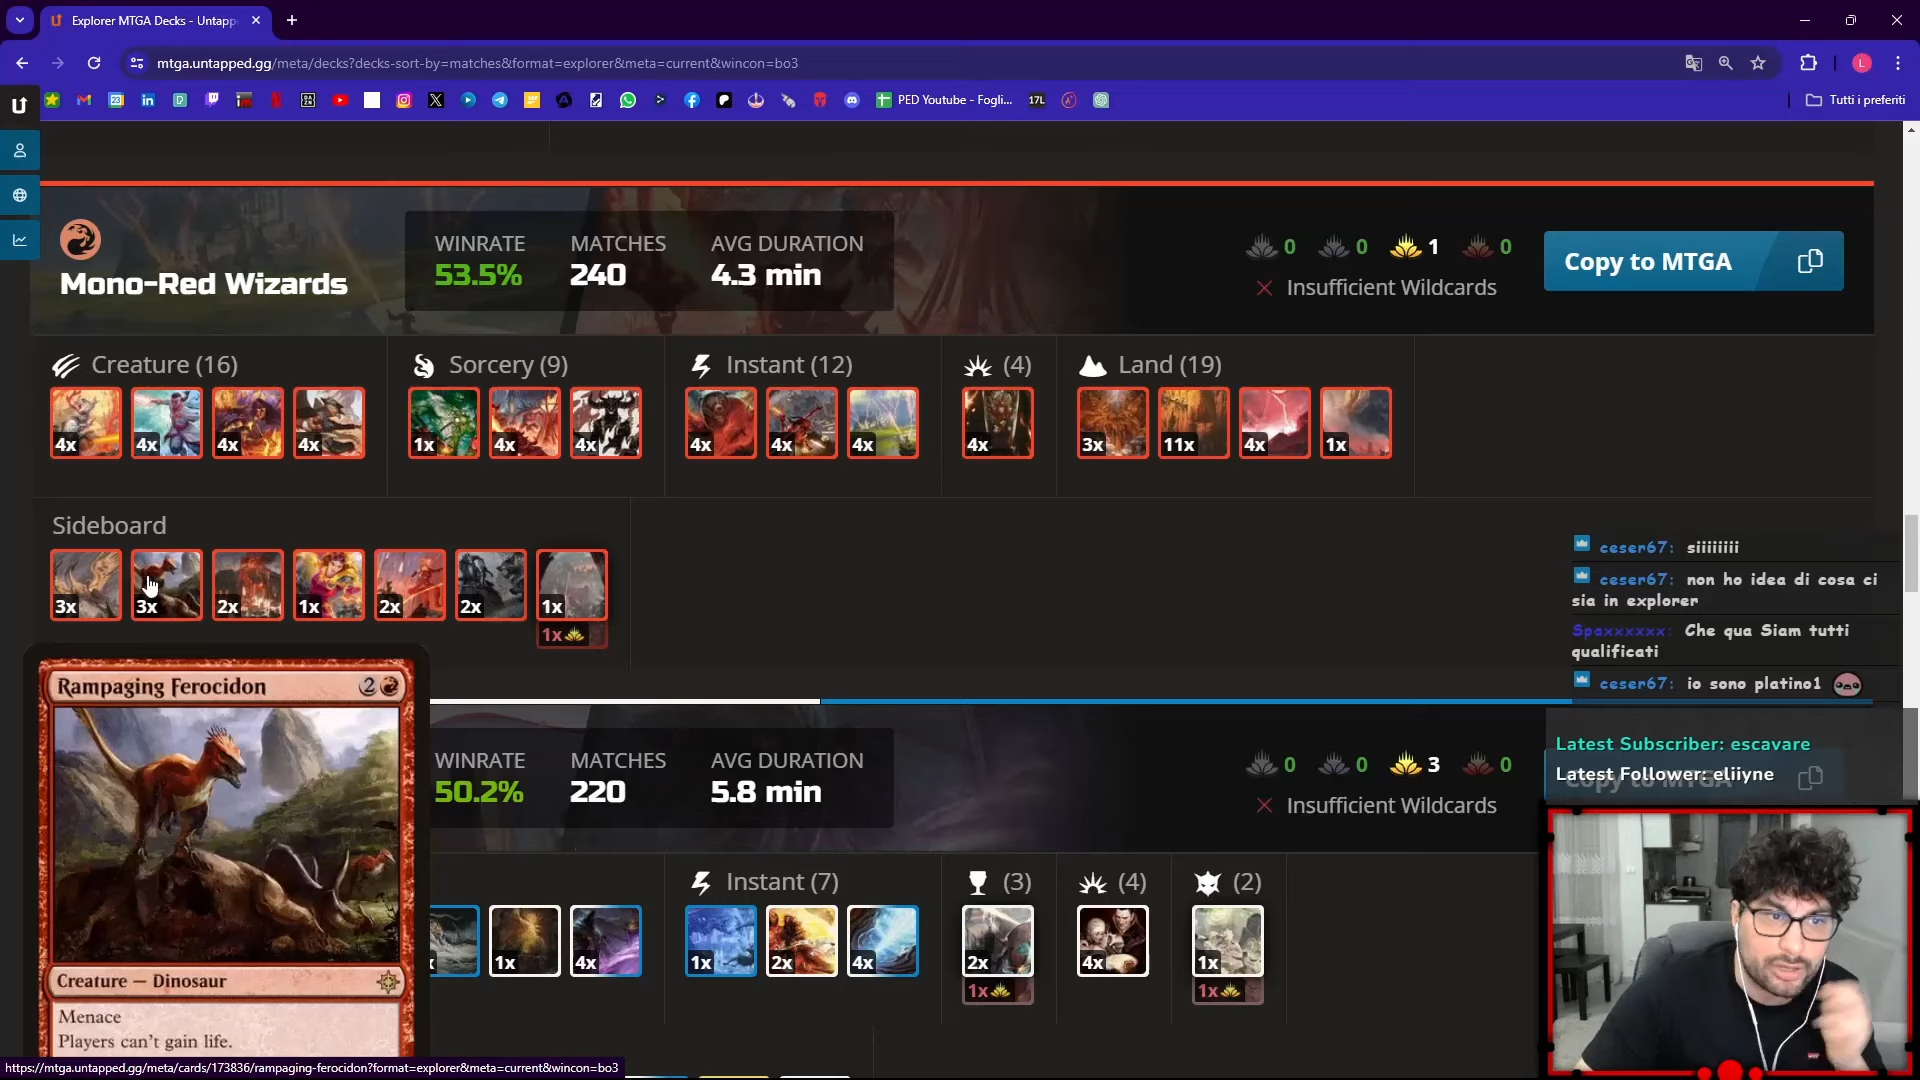 Explorer MTGA Decks - Untapp
mtga.untapped.gg/meta/decks?decks-sort-by=matches&format=explorer&meta=current&wincon=bo3
PED Youtube - Fogli...
17L
Tutti i preferiti
Mono-Red Wizards
WINRATE
53.5%
MATCHES
240
AVG DURATION
4.3 min
0
0
1
0
Insufficient Wildcards
Copy to MTGA
Creature (16)
4x
4x
4x
4x
Sorcery (9)
1x
4x
4x
Instant (12)
4x
4x
4x
(4)
4x
Land (19)
3x
11x
4x
1x
Sideboard
3x
3x
2x
1x
2x
2x
1x
1x
Rampaging Ferocidon
2
Creature — Dinosaur
Menace
Players can't gain life.
WINRATE
50.2%
MATCHES
220
AVG DURATION
5.8 min
0
0
3
0
Insufficient Wildcards
Copy to MTGA
1x
4x
Instant (7)
1x
2x
4x
(3)
2x
1x
(4)
4x
(2)
1x
1x
ceser67: siiiiiiii
ceser67: non ho idea di cosa ci
sia in explorer
Spaxxxxxx: Che qua Siam tutti
qualificati
ceser67: io sono platino1
Latest Subscriber: escavare
Latest Follower: eliiyne
https://mtga.untapped.gg/meta/cards/173836/rampaging-ferocidon?format=explorer&meta=current&wincon=bo3